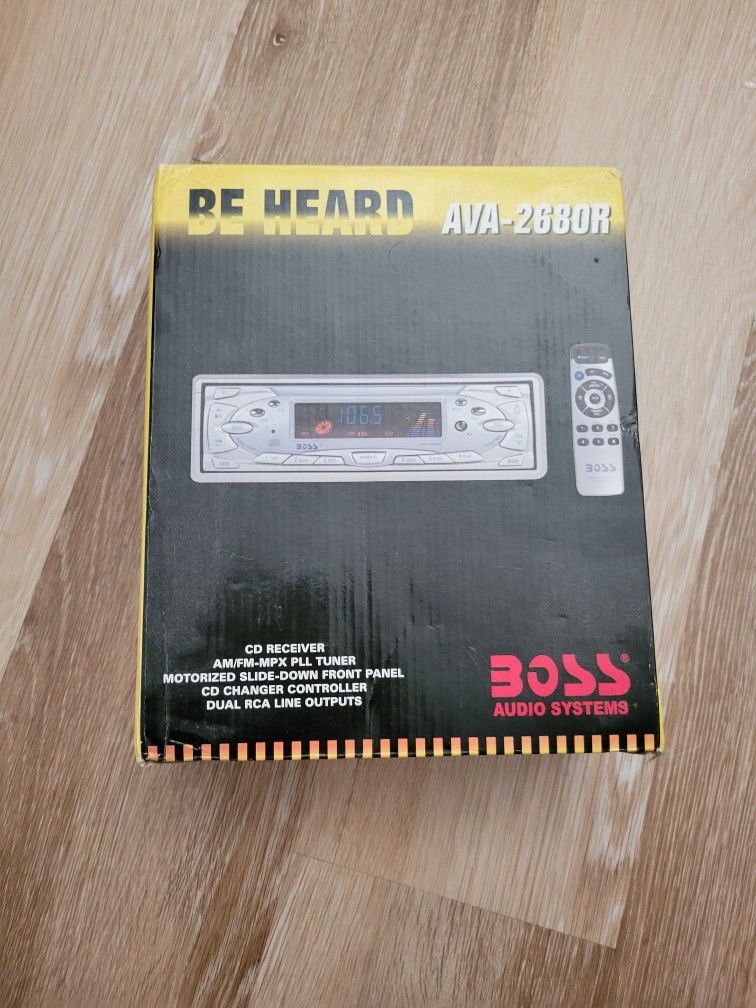 BE HEARD AVA-2680R
106.5
BOSS
BOSS
CD RECEIVER
AM/FM-MPX PLL TUNER
MOTORIZED SLIDE-DOWN FRONT PANEL
CD CHANGER CONTROLLER
DUAL RCA LINE OUTPUTS
BOSS®
AUDIO SYSTEMS